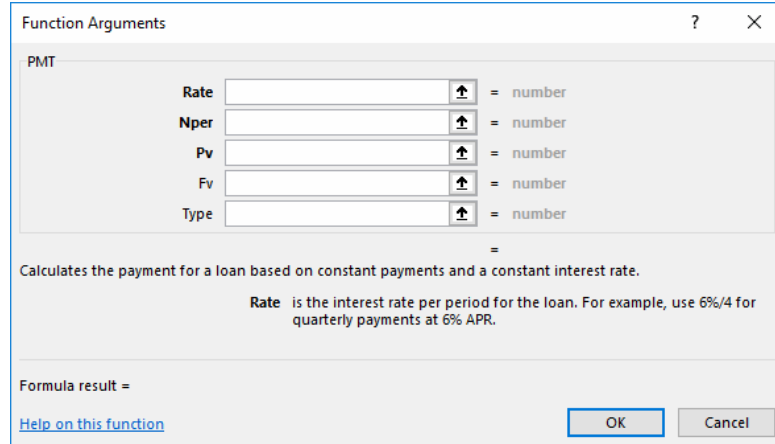 Function Arguments ? ×
PMT
Rate = number
Nper = number
Pv = number
Fv = number
Type = number
=
Calculates the payment for a loan based on constant payments and a constant interest rate.
Rate is the interest rate per period for the loan. For example, use 6%/4 for
quarterly payments at 6% APR.
Formula result =
Help on this function OK Cancel